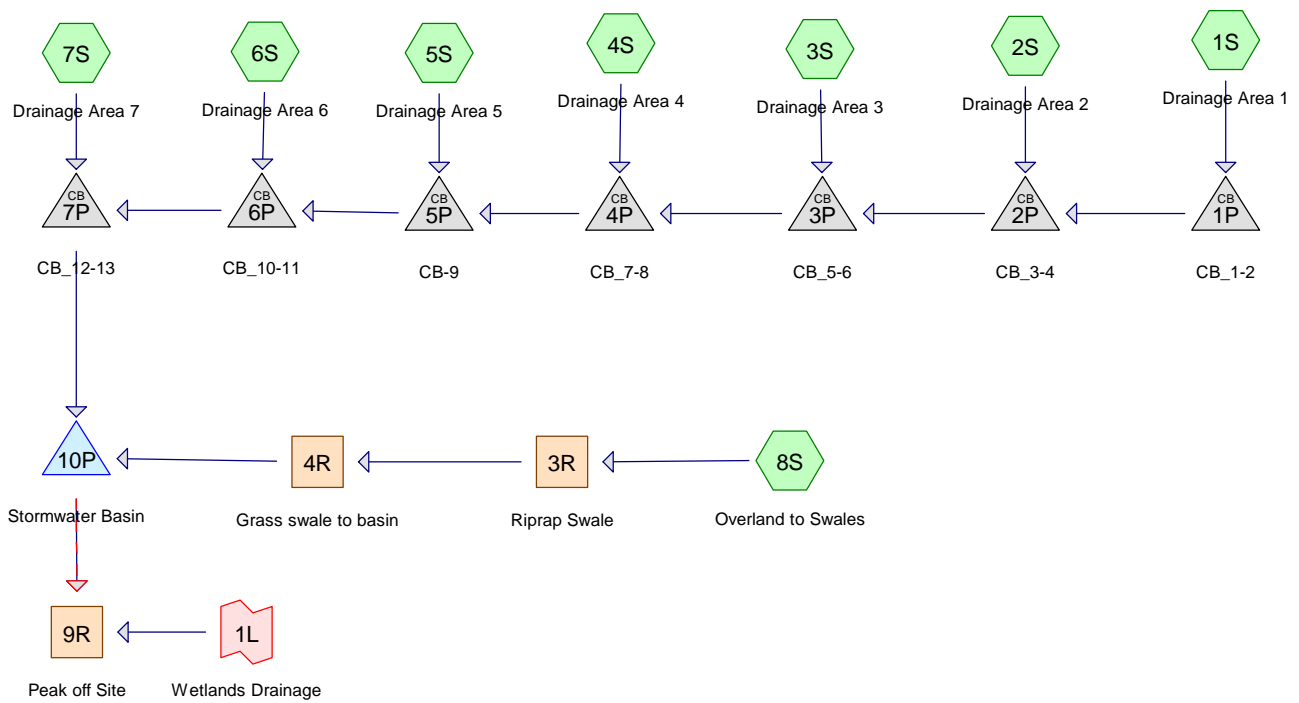 7S
6S
5S
4S
3S
2S
1S
Drainage Area 7
Drainage Area 6
Drainage Area 5
Drainage Area 4
Drainage Area 3
Drainage Area 2
Drainage Area 1
CB
7P
CB
6P
CB
5P
CB
4P
CB
3P
CB
2P
CB
1P
CB_12-13
CB_10-11
CB-9
CB_7-8
CB_5-6
CB_3-4
CB_1-2
10P
4R
3R
8S
Stormwater Basin
Grass swale to basin
Riprap Swale
Overland to Swales
9R
1L
Peak off Site
Wetlands Drainage